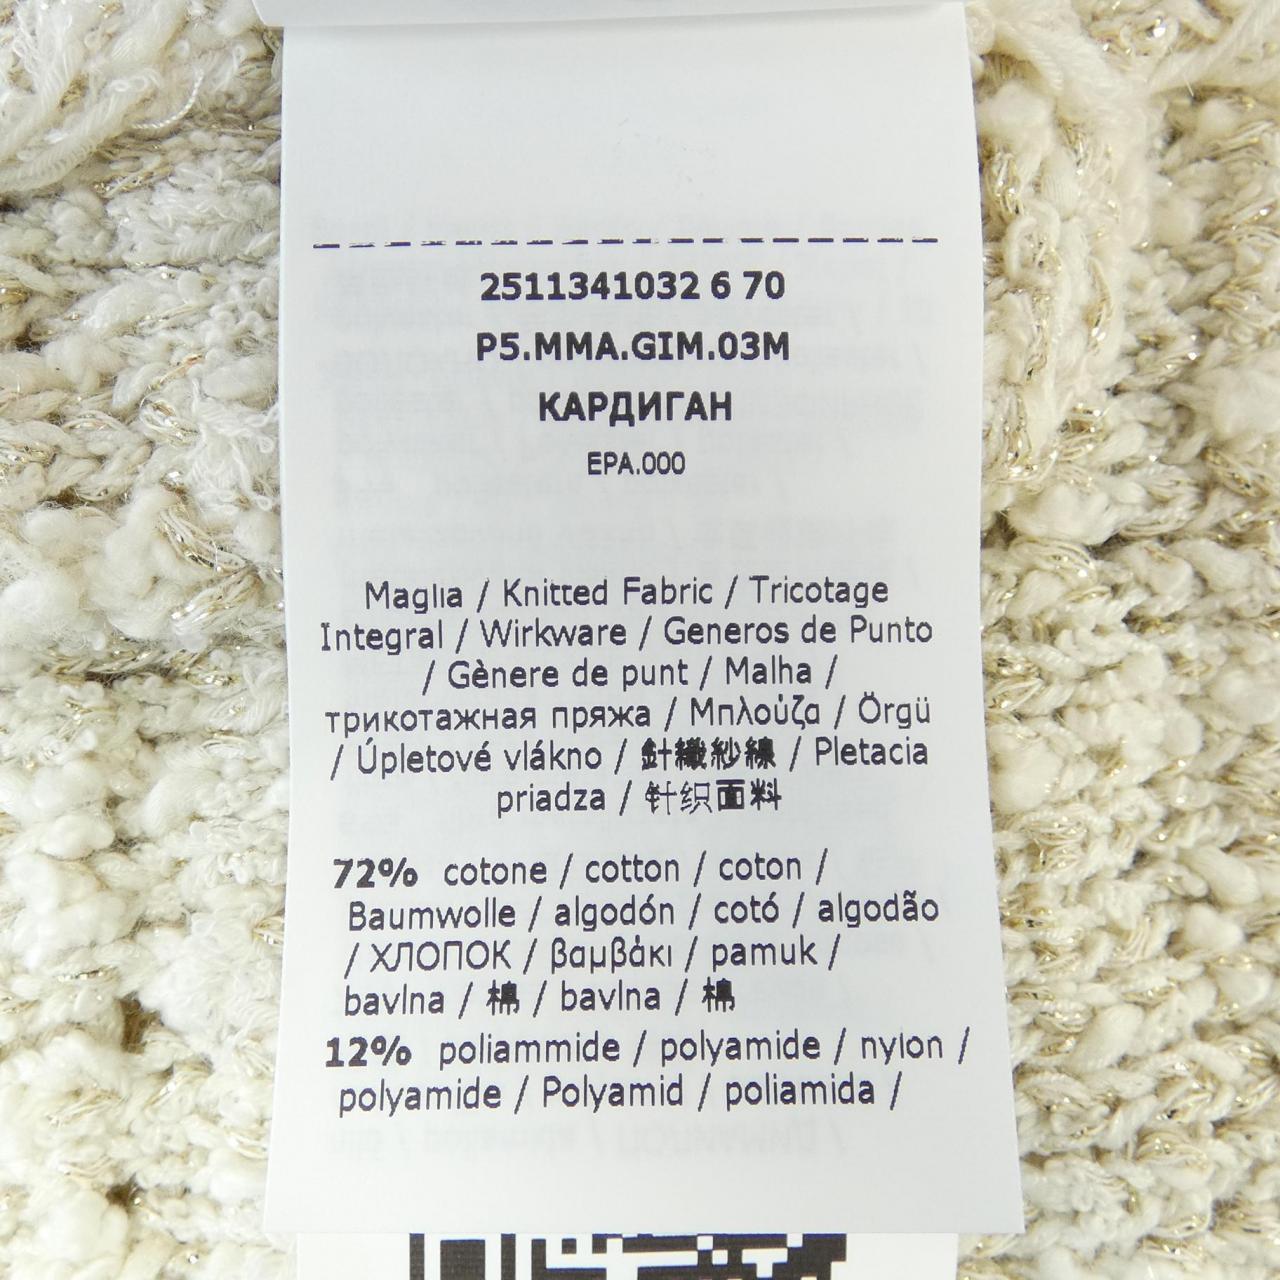 2511341032 6 70
P5.MMA.GIM.03M
КАРДИГАН
EPA.000
Maglia / Knitted Fabric / Tricotage
Integral / Wirkware / Generos de Punto
/ Gènere de punt / Malha /
трикотажная пряжа / Μπλούζα / Örgü
/ Úpletové vlákno / 針織紗線 / Pletacia
priadza / 针织面料
72% cotone / cotton / coton /
Baumwolle / algodón / cotó / algodão
/ ХЛОПОК / βαμβάκι / pamuk /
bavlna / 棉 / bavlna / 棉
12% poliammide / polyamide / nylon /
polyamide / Polyamid / poliamida /